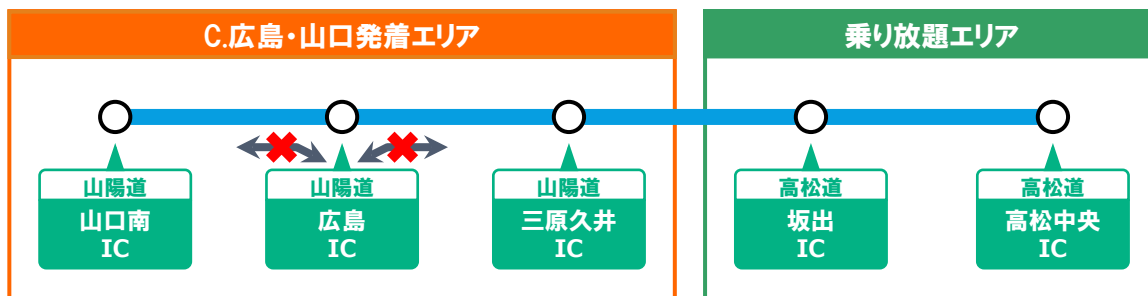 C.広島・山口発着エリア
乗り放題エリア
山陽道
山口南
IC
山陽道
広島
IC
山陽道
三原久井
IC
高松道
坂出
IC
高松道
高松中央
IC